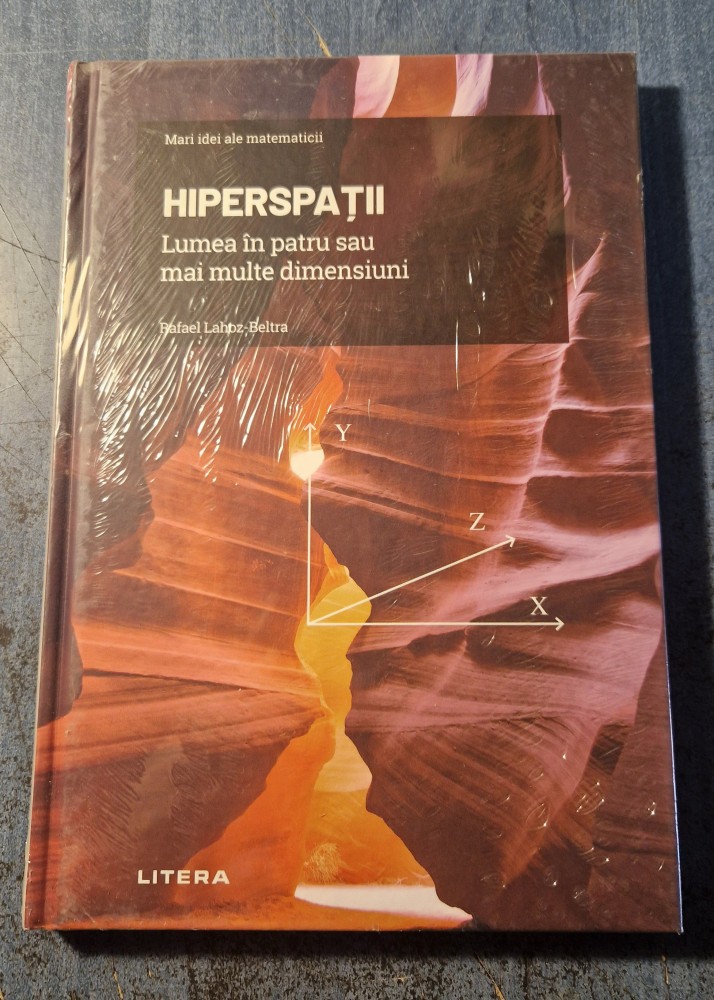 Mari idei ale matematicii
HIPERSPAȚII
Lumea în patru sau
mai multe dimensiuni
Rafael Lahoz-Beltra
Y
Z
X
LITERA